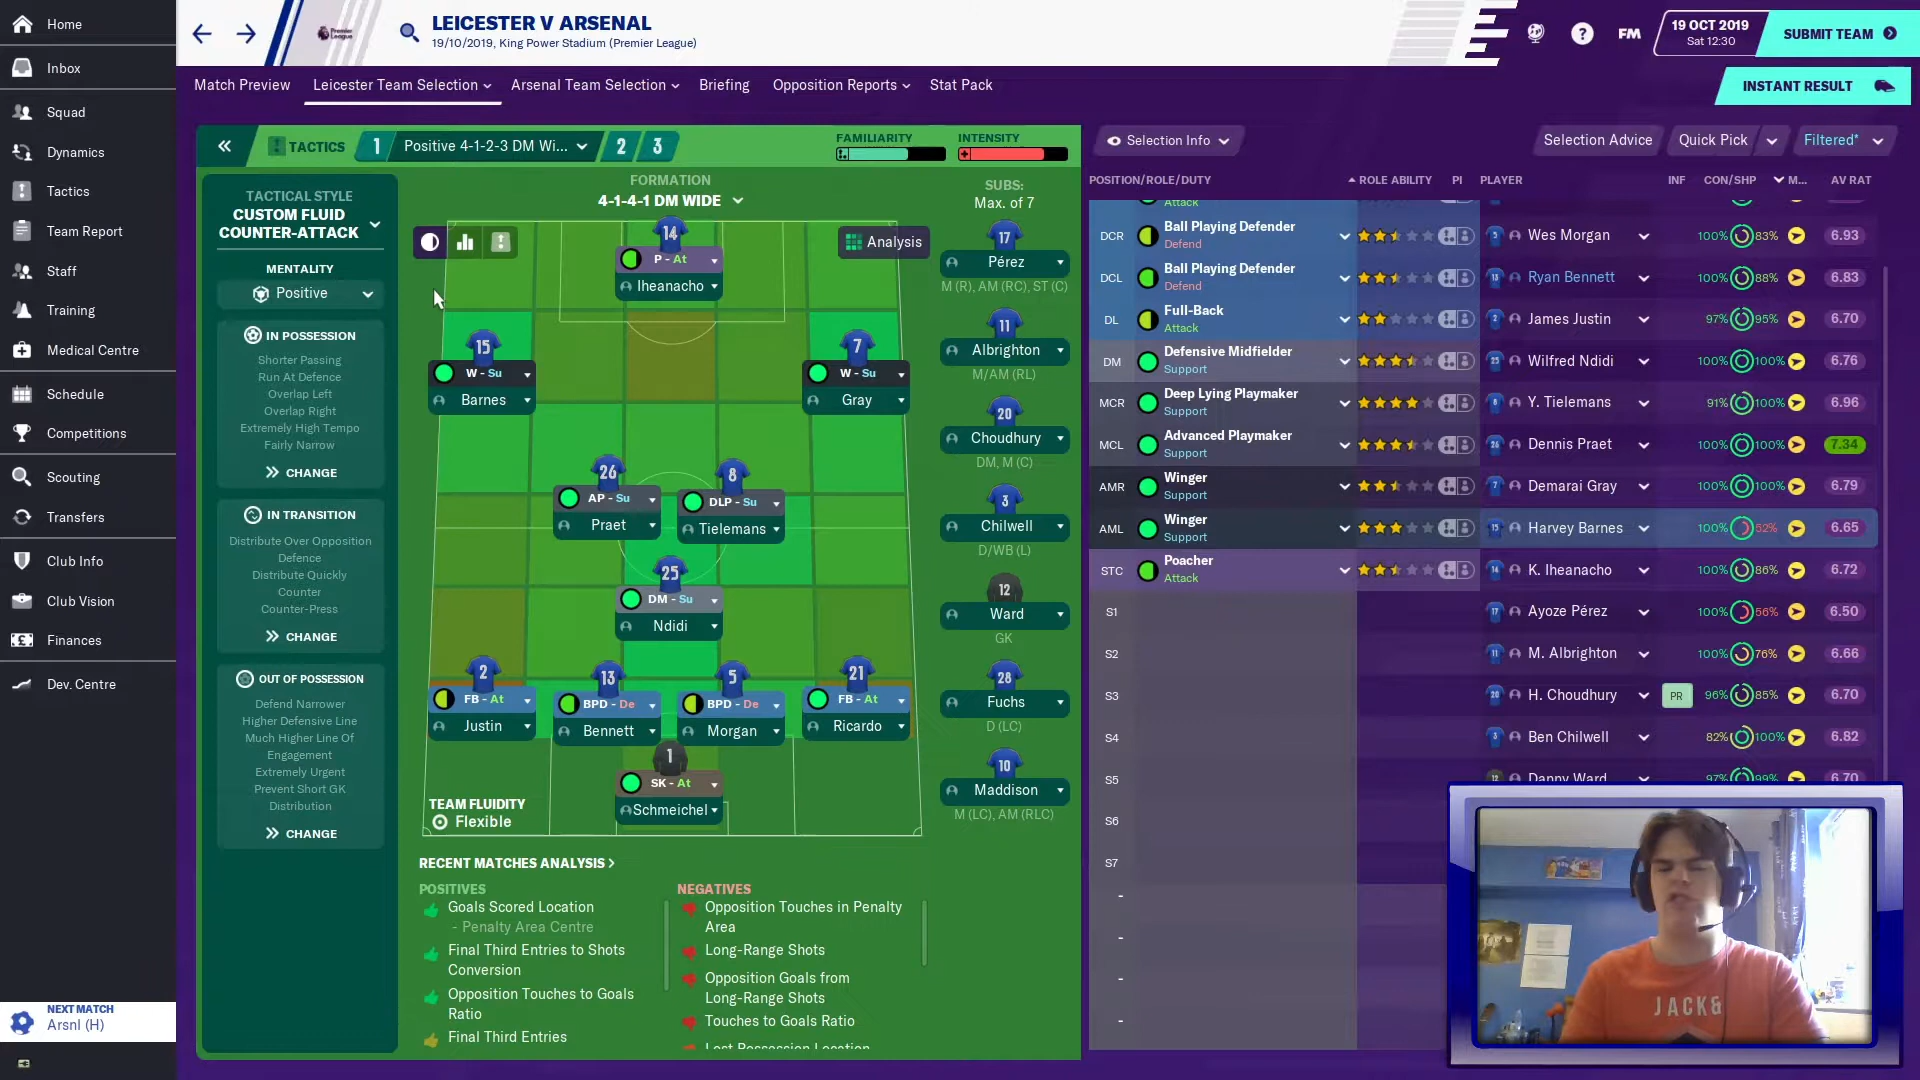 Home
Inbox
Squad
Dynamics
Tactics
Team Report
Staff
Training
Medical Centre
Schedule
Competitions
Scouting
Transfers
Club Info
Club Vision
Finances
Dev. Centre
NEXT MATCH
Arsnl (H)
Premier League
LEICESTER V ARSENAL
19/10/2019, King Power Stadium (Premier League)
?
FM
19 OCT 2019
Sat 12:30
SUBMIT TEAM
Match Preview
Leicester Team Selection
Arsenal Team Selection
Briefing
Opposition Reports
Stat Pack
INSTANT RESULT
TACTICS
1
Positive 4-1-2-3 DM Wi...
2
3
FAMILIARITY
INTENSITY
TACTICAL STYLE
CUSTOM FLUID
COUNTER-ATTACK
MENTALITY
Positive
IN POSSESSION
Shorter Passing
Run At Defence
Overlap Left
Overlap Right
Extremely High Tempo
Fairly Narrow
CHANGE
IN TRANSITION
Distribute Over Opposition
Defence
Distribute Quickly
Counter
Counter-Press
CHANGE
OUT OF POSSESSION
Defend Narrower
Higher Defensive Line
Much Higher Line Of
Engagement
Extremely Urgent
Prevent Short GK
Distribution
CHANGE
FORMATION
4-1-4-1 DM WIDE
Analysis
14
P - At
Iheanacho
15
W - Su
Barnes
7
W - Su
Gray
26
AP - Su
Praet
8
DLP - Su
Tielemans
25
DM - Su
Ndidi
2
FB - At
Justin
13
BPD - De
Bennett
5
BPD - De
Morgan
21
FB - At
Ricardo
1
SK - At
Schmeichel
TEAM FLUIDITY
Flexible
SUBS:
Max. of 7
17
Pérez
M (R), AM (RC), ST (C)
11
Albrighton
M/AM (RL)
20
Choudhury
DM, M (C)
3
Chilwell
D/WB (L)
12
Ward
GK
28
Fuchs
D (LC)
10
Maddison
M (LC), AM (RLC)
RECENT MATCHES ANALYSIS >
POSITIVES
Goals Scored Location
- Penalty Area Centre
Final Third Entries to Shots
Conversion
Opposition Touches to Goals
Ratio
Final Third Entries
NEGATIVES
Opposition Touches in Penalty
Area
Long-Range Shots
Opposition Goals from
Long-Range Shots
Touches to Goals Ratio
Lost Possession Location
Selection Info
Selection Advice
Quick Pick
Filtered*
POSITION/ROLE/DUTY
ROLE ABILITY
PI
PLAYER
INF
CON/SHP
M...
AV RAT
Attack
DCR Ball Playing Defender Defend Wes Morgan 100% 83% 6.93
DCL Ball Playing Defender Defend Ryan Bennett 100% 88% 6.83
DL Full-Back Attack James Justin 97% 95% 6.70
DM Defensive Midfielder Support Wilfred Ndidi 100% 100% 6.76
MCR Deep Lying Playmaker Support Y. Tielemans 91% 100% 6.96
MCL Advanced Playmaker Support Dennis Praet 100% 100% 7.34
AMR Winger Support Demarai Gray 100% 100% 6.79
AML Winger Support Harvey Barnes 100% 52% 6.65
STC Poacher Attack K. Iheanacho 100% 86% 6.72
S1 Ayoze Pérez 100% 56% 6.50
S2 M. Albrighton 100% 76% 6.66
S3 H. Choudhury PR 96% 85% 6.70
S4 Ben Chilwell 82% 100% 6.82
S5 Danny Ward 97% 99% 6.70
S6
S7
-
-
-
-
JACK&